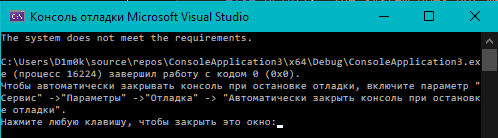 Консоль отладки Microsoft Visual Studio
The system does not meet the requirements.
C:\Users\D1m0k\source\repos\ConsoleApplication3\x64\Debug\ConsoleApplication3.ex
e (процесс 16224) завершил работу с кодом 0 (0x0).
Чтобы автоматически закрывать консоль при остановке отладки, включите параметр "
Сервис" ->"Параметры" ->"Отладка" -> "Автоматически закрыть консоль при остановк
е отладки".
Нажмите любую клавишу, чтобы закрыть это окно: